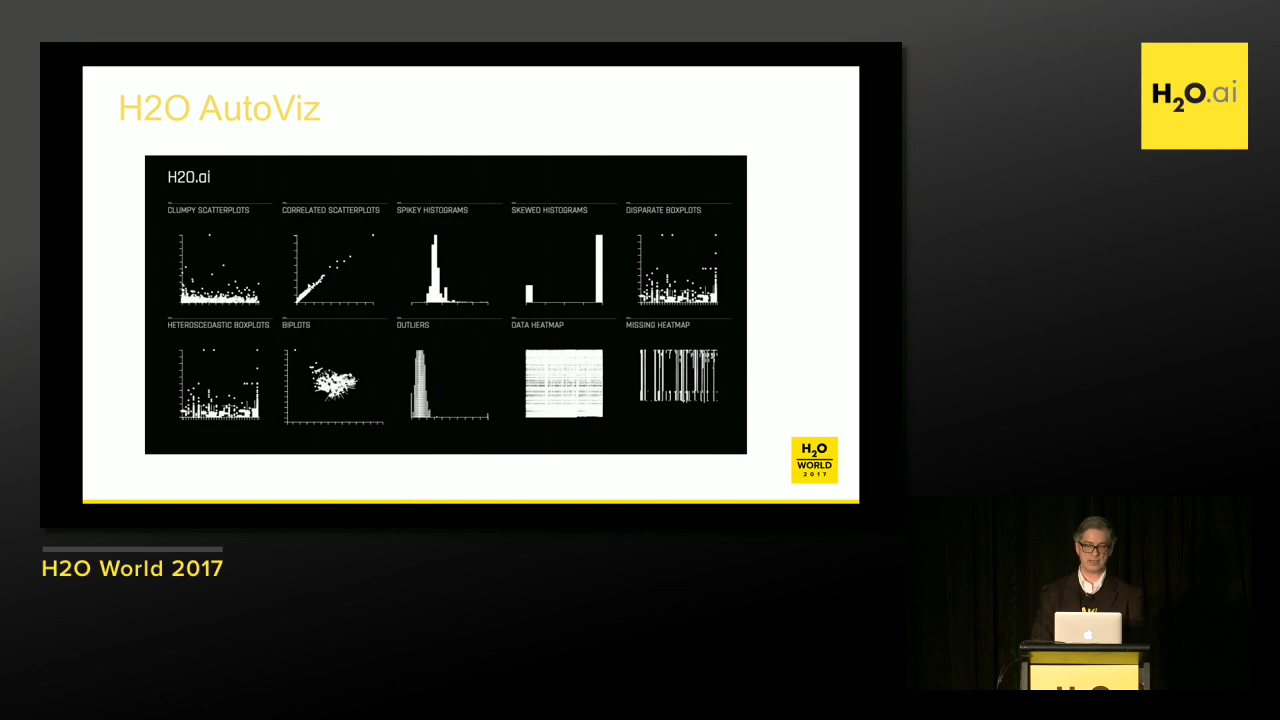 H2O AutoViz
H2O.ai
CLUMPY SCATTERPLOTS
CORRELATED SCATTERPLOTS
SPIKEY HISTOGRAMS
SKEWED HISTOGRAMS
DISPARATE BOXPLOTS
HETEROSCEDASTIC BOXPLOTS
BIPLOTS
OUTLIERS
DATA HEATMAP
MISSING HEATMAP
H2O
WORLD
2017
H2O.ai
H2O World 2017